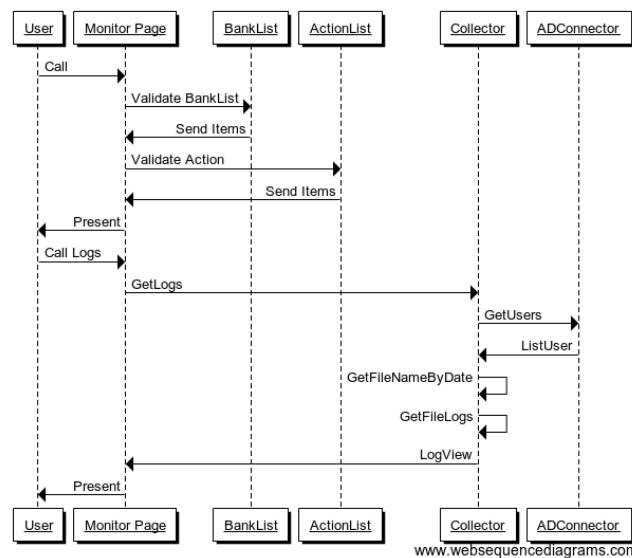 User Monitor Page BankList ActionList Collector ADConnector
Call
Validate BankList
Send Items
Validate Action
Send Items
Present
Call Logs
GetLogs
GetUsers
ListUser
GetFileNameByDate
GetFileLogs
LogView
Present
User Monitor Page BankList ActionList Collector ADConnector
www.websequencediagrams.com